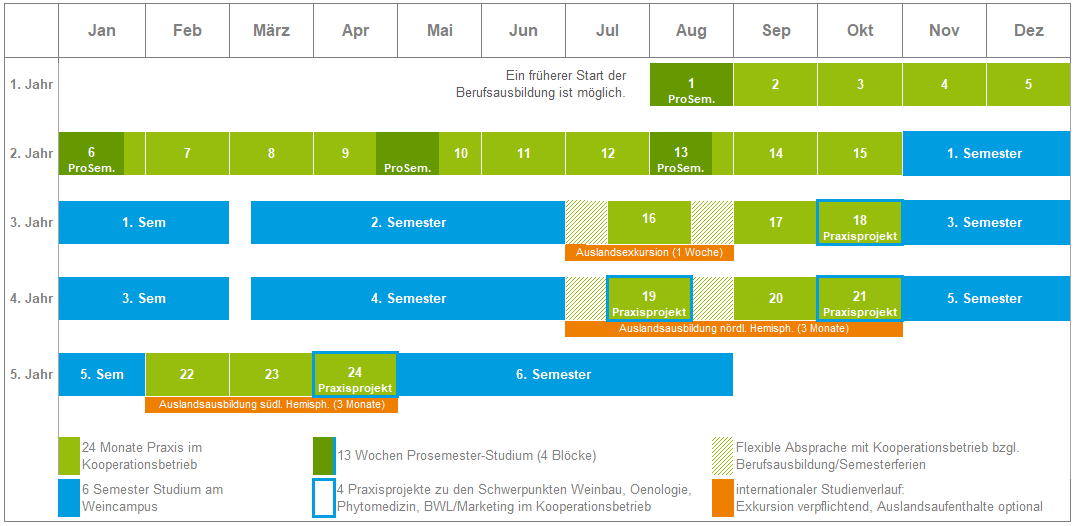 Jan Feb März Apr Mai Jun Jul Aug Sep Okt Nov Dez
1. Jahr
Ein früherer Start der
Berufsausbildung ist möglich.
1 2 3 4 5
ProSem.
2. Jahr
6 7 8 9 10 11 12 13 14 15 1. Semester
ProSem. ProSem. ProSem.
3. Jahr
1. Sem 2. Semester 16 17 18 3. Semester
Praxisprojekt
Auslandsexkursion (1 Woche)
4. Jahr
3. Sem 4. Semester 19 20 21 5. Semester
Praxisprojekt Praxisprojekt
Auslandsausbildung nördl. Hemisph. (3 Monate)
5. Jahr
5. Sem 22 23 24 6. Semester
Praxisprojekt
Auslandsausbildung südl. Hemisph. (3 Monate)
24 Monate Praxis im
Kooperationsbetrieb
13 Wochen Prosemester-Studium (4 Blöcke)
Flexible Absprache mit Kooperationsbetrieb bzgl.
Berufsausbildung/Semesterferien
6 Semester Studium am
Weincampus
4 Praxisprojekte zu den Schwerpunkten Weinbau, Oenologie,
Phytomedizin, BWL/Marketing im Kooperationsbetrieb
internationaler Studienverlauf:
Exkursion verpflichtend, Auslandsaufenthalte optional